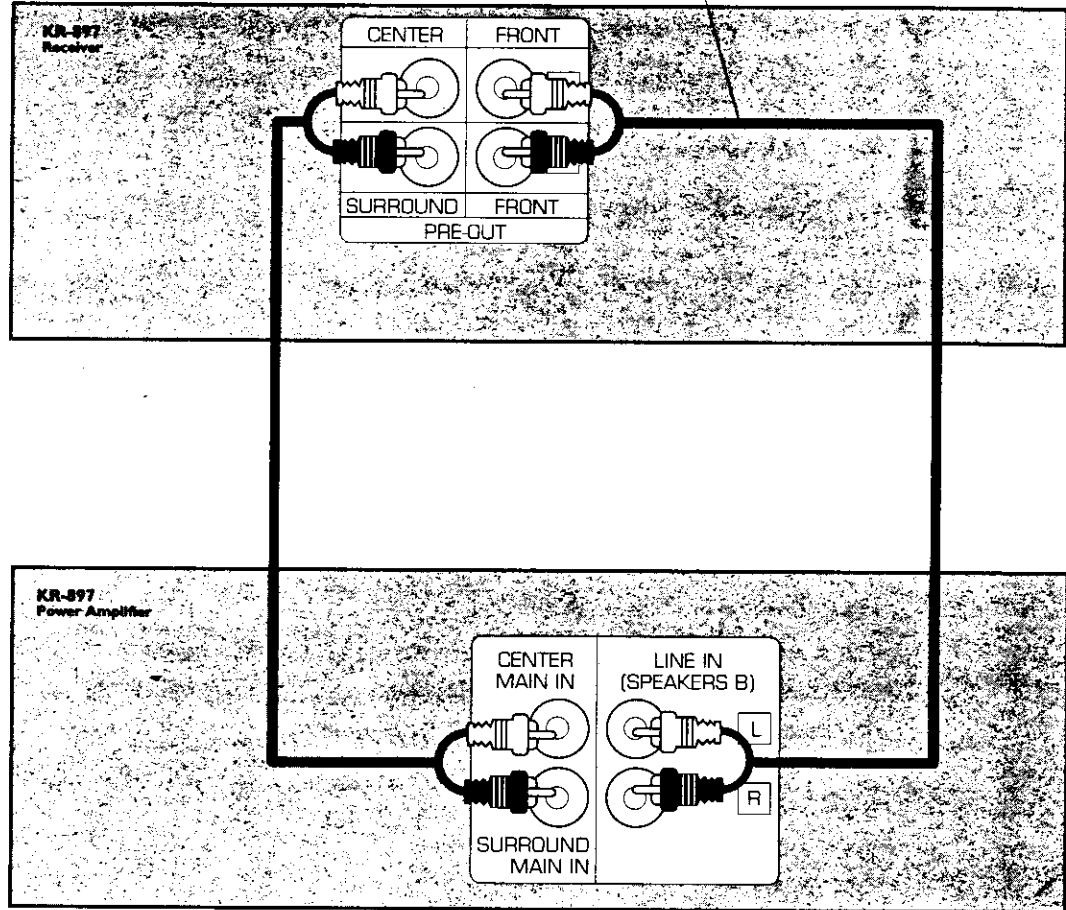 KR-897
Receiver
CENTER FRONT
SURROUND FRONT
PRE-OUT
KR-897
Power Amplifier
CENTER
MAIN IN
LINE IN
(SPEAKERS B)
L
R
SURROUND
MAIN IN